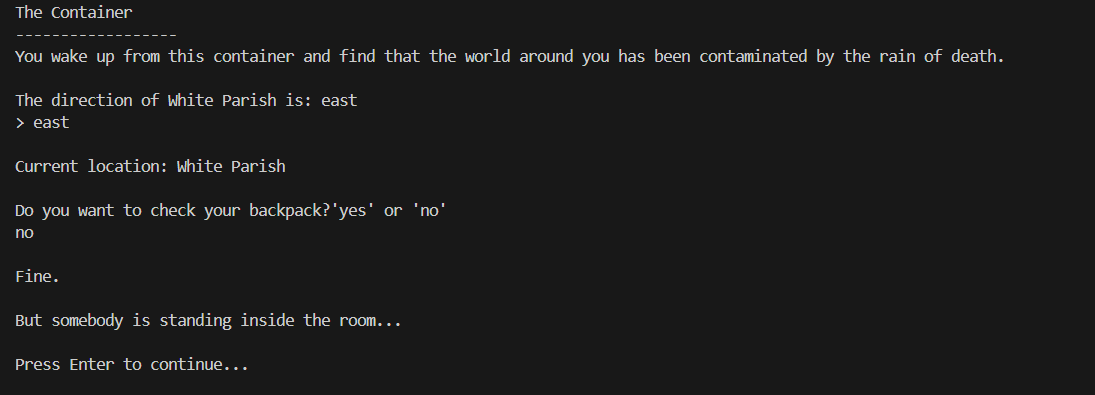 The Container
------------------
You wake up from this container and find that the world around you has been contaminated by the rain of death.
The direction of White Parish is: east
> east
Current location: White Parish
Do you want to check your backpack?'yes' or 'no'
no
Fine.
But somebody is standing inside the room...
Press Enter to continue...